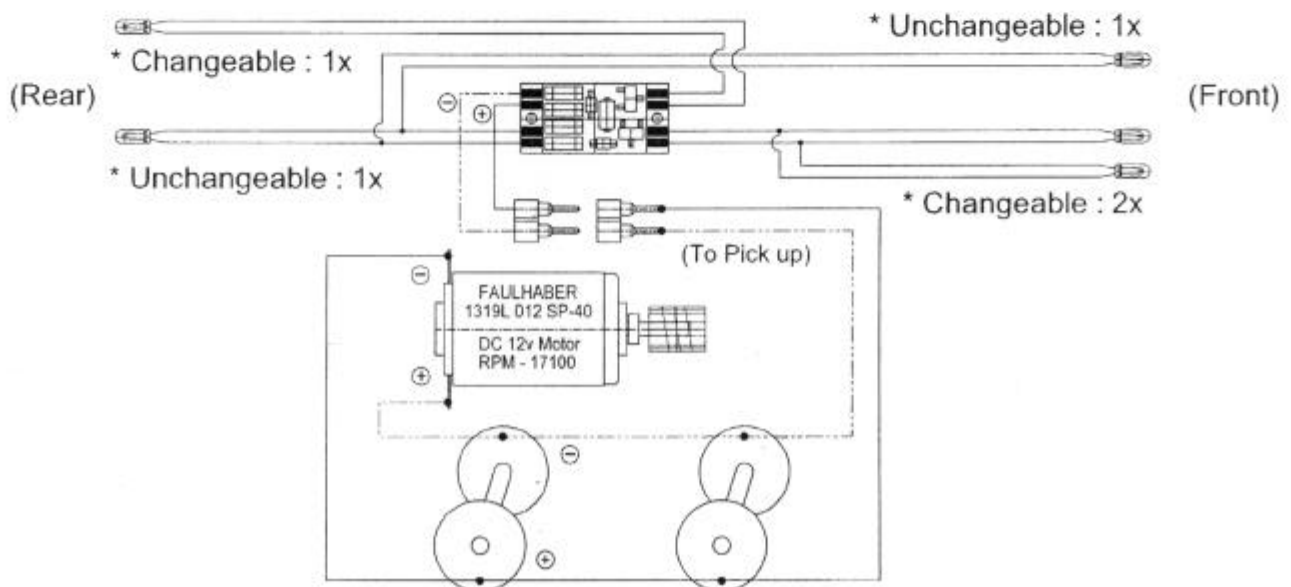 * Unchangeable : 1x
* Changeable : 1x
(Rear)
(Front)
* Unchangeable : 1x
* Changeable : 2x
(To Pick up)
FAULHABER
1319L 012 SP-40
DC 12v Motor
RPM - 17100